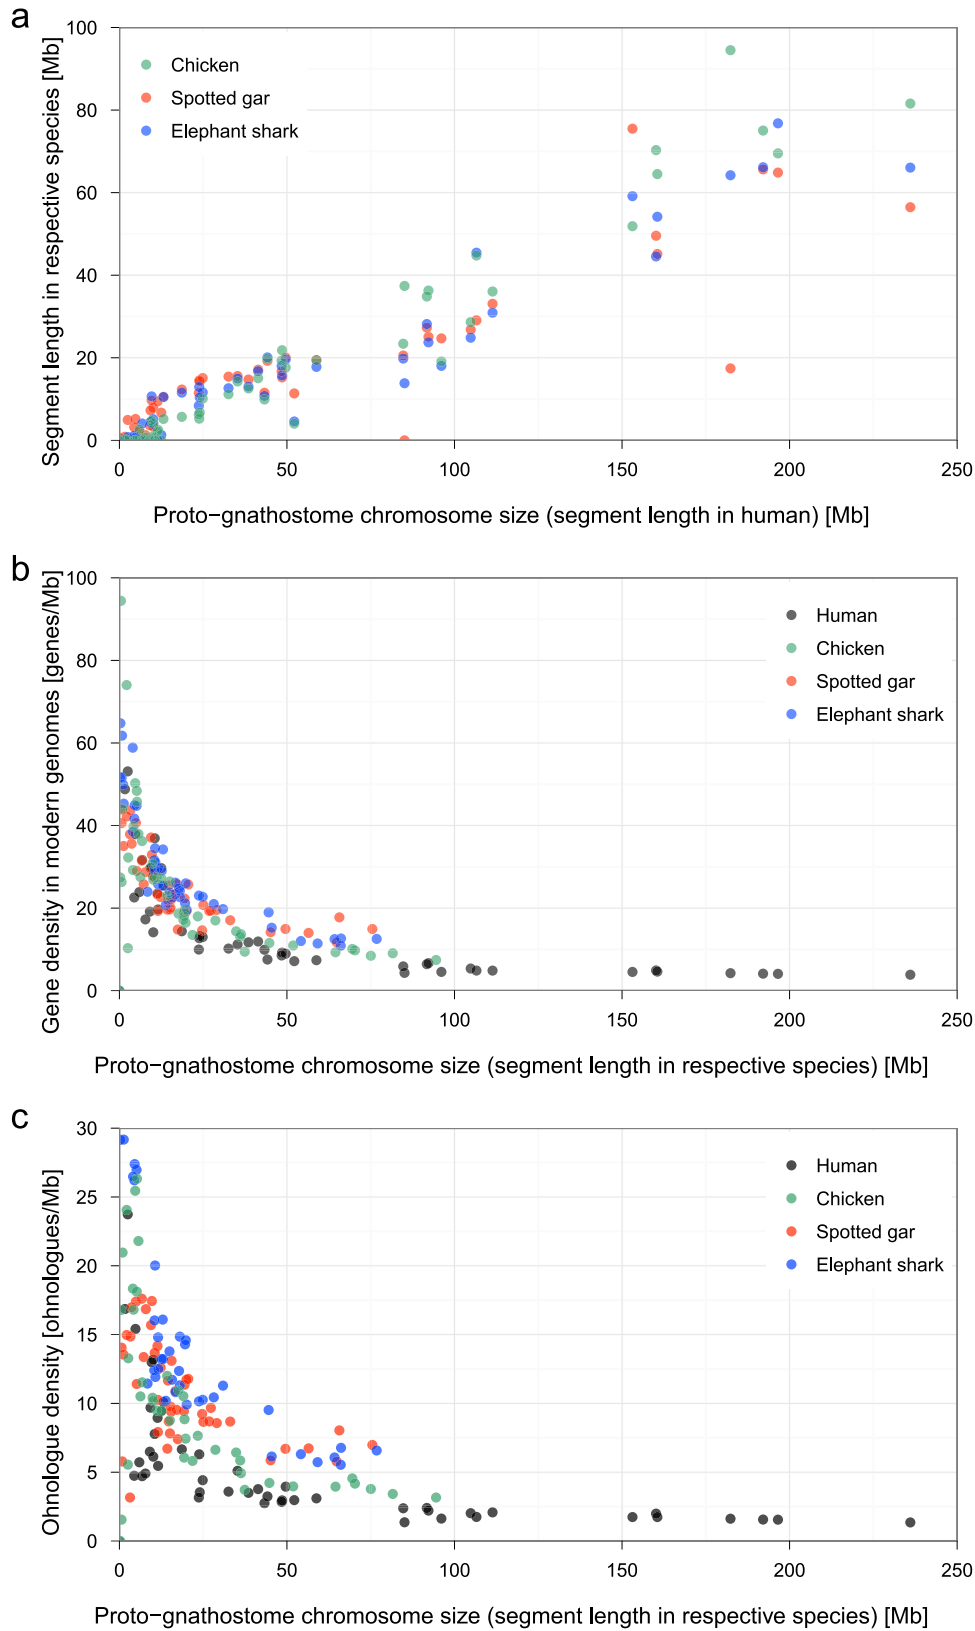 a
Segment length in respective species [Mb]
100
80
60
40
20
0
Chicken
Spotted gar
Elephant shark
0 50 100 150 200 250
Proto−gnathostome chromosome size (segment length in human) [Mb]
b
Gene density in modern genomes [genes/Mb]
100
80
60
40
20
0
Human
Chicken
Spotted gar
Elephant shark
0 50 100 150 200 250
Proto−gnathostome chromosome size (segment length in respective species) [Mb]
c
Ohnologue density [ohnologues/Mb]
30
25
20
15
10
5
0
Human
Chicken
Spotted gar
Elephant shark
0 50 100 150 200 250
Proto−gnathostome chromosome size (segment length in respective species) [Mb]